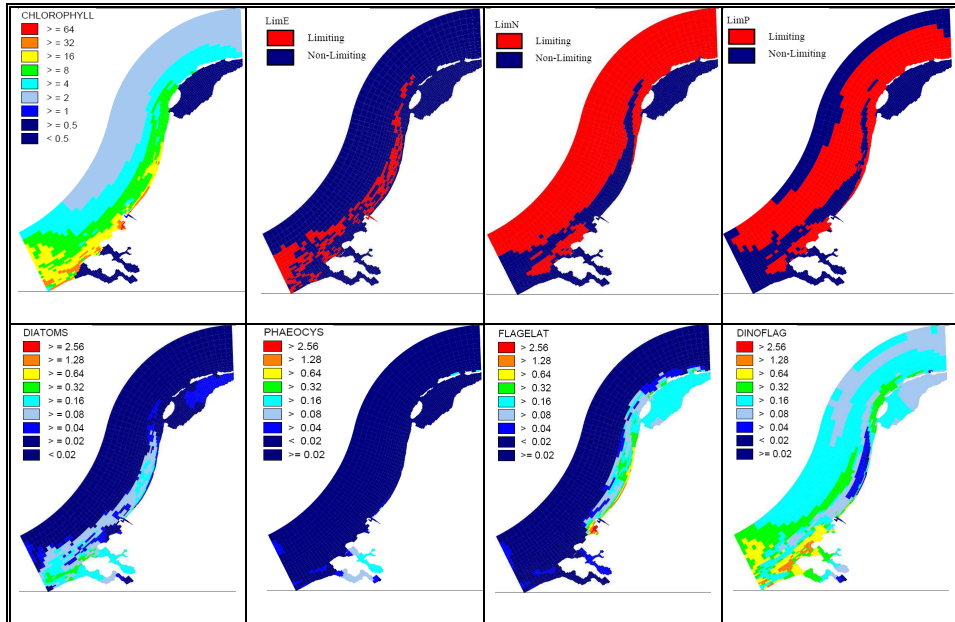 CHLOROPHYLL
> = 64
> = 32
> = 16
> = 8
> = 4
> = 2
> = 1
> = 0.5
< 0.5
LimE
Limiting
Non-Limiting
LimN
Limiting
Non-Limiting
LimP
Limiting
Non-Limiting
DIATOMS
> = 2.56
> = 1.28
> = 0.64
> = 0.32
> = 0.16
> = 0.08
> = 0.04
> = 0.02
< 0.02
PHAEOCYS
> 2.56
> 1.28
> 0.64
> 0.32
> 0.16
> 0.08
> 0.04
< 0.02
>= 0.02
FLAGELAT
> 2.56
> 1.28
> 0.64
> 0.32
> 0.16
> 0.08
> 0.04
< 0.02
>= 0.02
DINOFLAG
> 2.56
> 1.28
> 0.64
> 0.32
> 0.16
> 0.08
> 0.04
< 0.02
>= 0.02